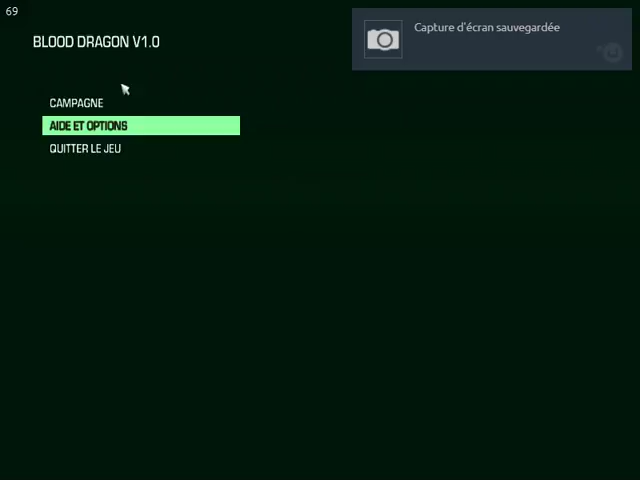 69
Capture d'écran sauvegardée
BLOOD DRAGON V1.0
CAMPAGNE
AIDE ET OPTIONS
QUITTER LE JEU